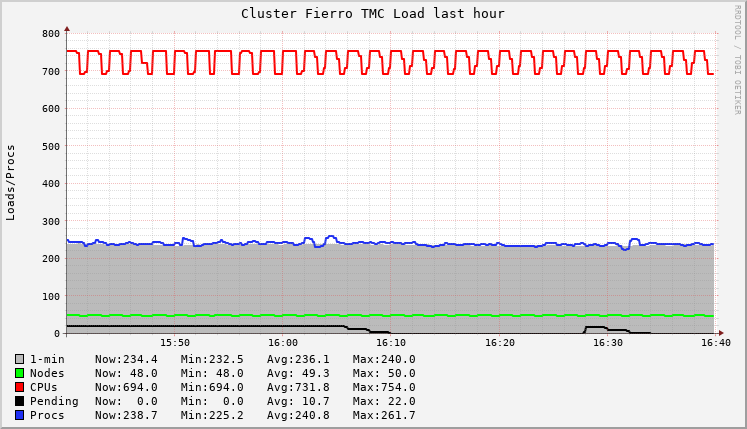 Cluster Fierro TMC Load last hour
RRDTOOL / TOBI OETIKER
Loads/Procs
800
700
600
500
400
300
200
100
0
15:50 16:00 16:10 16:20 16:30 16:40
1-min Now:234.4 Min:232.5 Avg:236.1 Max:240.0
Nodes Now: 48.0 Min: 48.0 Avg: 49.3 Max: 50.0
CPUs Now:694.0 Min:694.0 Avg:731.8 Max:754.0
Pending Now: 0.0 Min: 0.0 Avg: 10.7 Max: 22.0
Procs Now:238.7 Min:225.2 Avg:240.8 Max:261.7